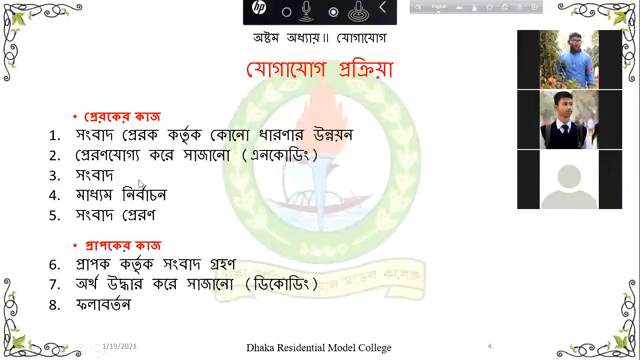 hp
English
অষ্টম অধ্যায়॥ যোগাযোগ
যোগাযোগ প্রক্রিয়া
• প্রেরকের কাজ
1. সংবাদ প্রেরক কর্তৃক কোনো ধারণার উন্নয়ন
2. প্রেরণযোগ্য করে সাজানো (এনকোডিং)
3. সংবাদ
4. মাধ্যম নির্বাচন
5. সংবাদ প্রেরণ
• প্রাপকের কাজ
6. প্রাপক কর্তৃক সংবাদ গ্রহণ
7. অর্থ উদ্ধার করে সাজানো (ডিকোডিং)
8. ফলাবর্তন
1/19/2021
Dhaka Residential Model College
4